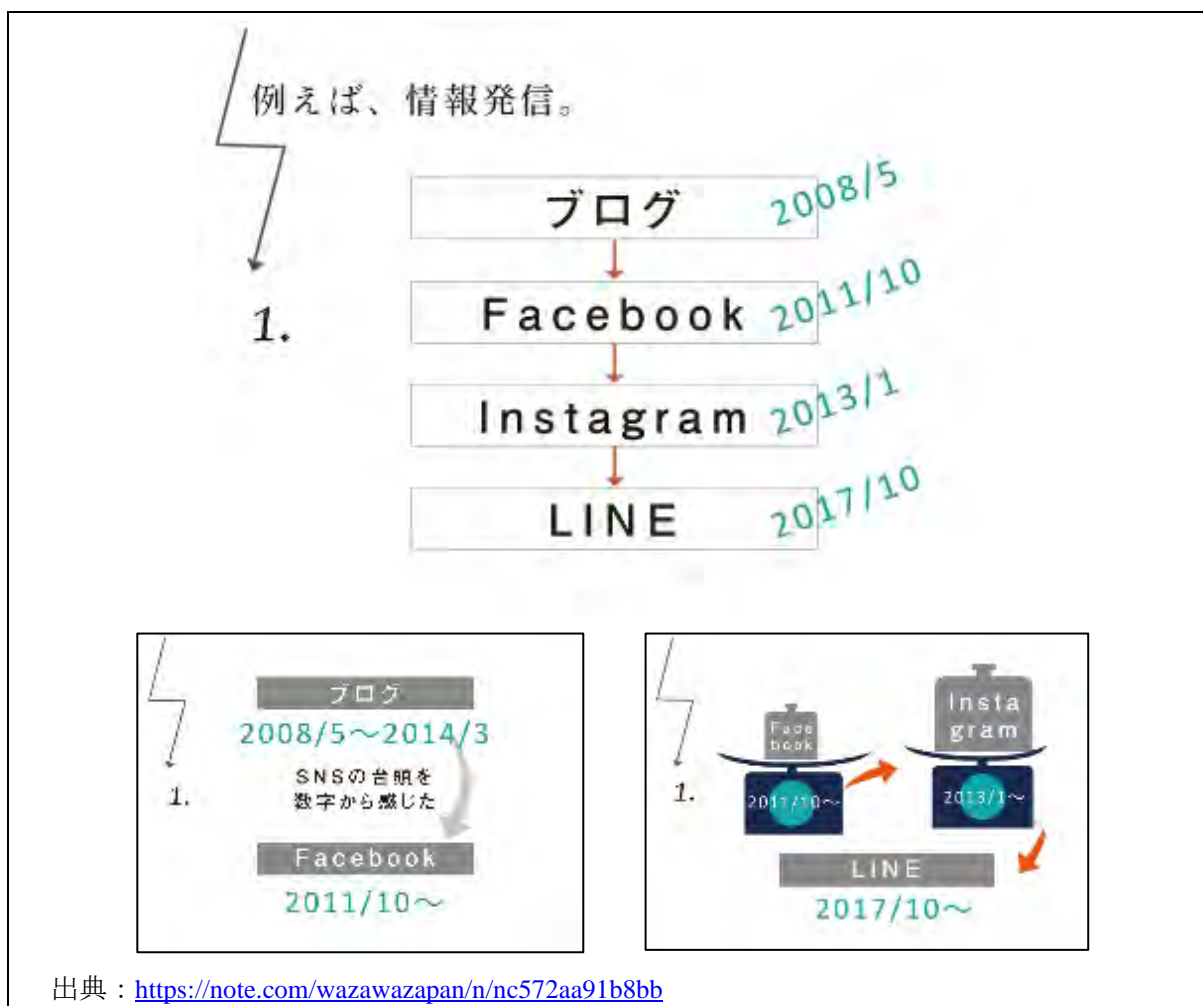 例えば、情報発信。
1.
ブログ 2008/5
Facebook 2011/10
Instagram 2013/1
LINE 2017/10
1.
ブログ
2008/5～2014/3
SNSの台頭を
数字から感じた
Facebook
2011/10～
1.
Face
book
2011/10～
Insta
gram
2013/1～
LINE
2017/10～
出典：https://note.com/wazawazapan/n/nc572aa91b8bb